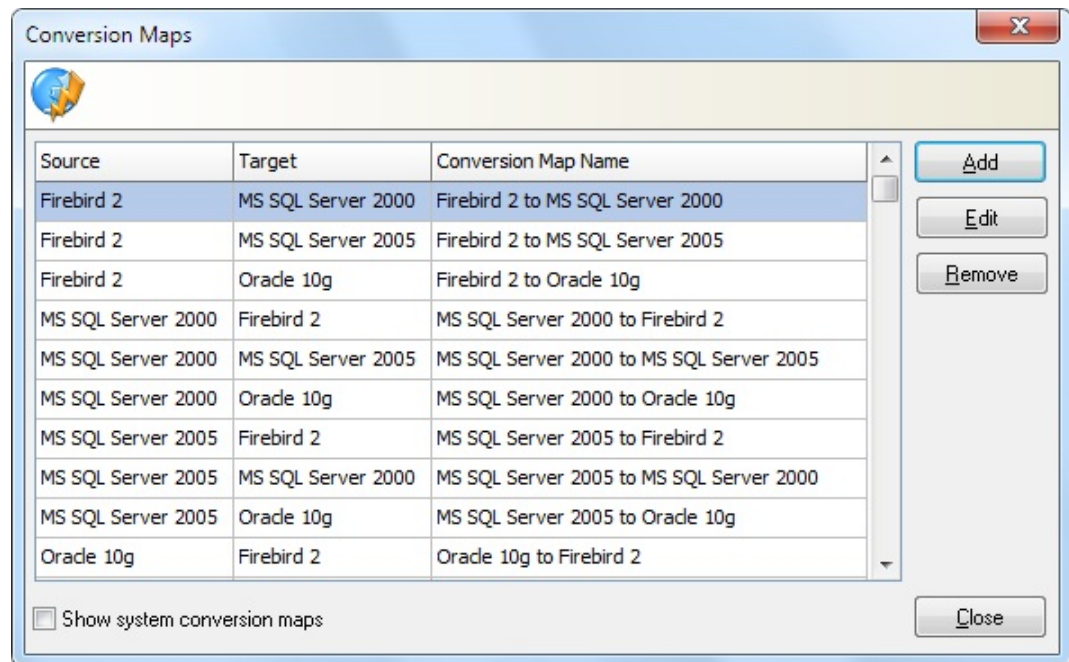 Conversion Maps
Source Target Conversion Map Name
Firebird 2 MS SQL Server 2000 Firebird 2 to MS SQL Server 2000
Firebird 2 MS SQL Server 2005 Firebird 2 to MS SQL Server 2005
Firebird 2 Oracle 10g Firebird 2 to Oracle 10g
MS SQL Server 2000 Firebird 2 MS SQL Server 2000 to Firebird 2
MS SQL Server 2000 MS SQL Server 2005 MS SQL Server 2000 to MS SQL Server 2005
MS SQL Server 2000 Oracle 10g MS SQL Server 2000 to Oracle 10g
MS SQL Server 2005 Firebird 2 MS SQL Server 2005 to Firebird 2
MS SQL Server 2005 MS SQL Server 2000 MS SQL Server 2005 to MS SQL Server 2000
MS SQL Server 2005 Oracle 10g MS SQL Server 2005 to Oracle 10g
Oracle 10g Firebird 2 Oracle 10g to Firebird 2
Add
Edit
Remove
Show system conversion maps
Close